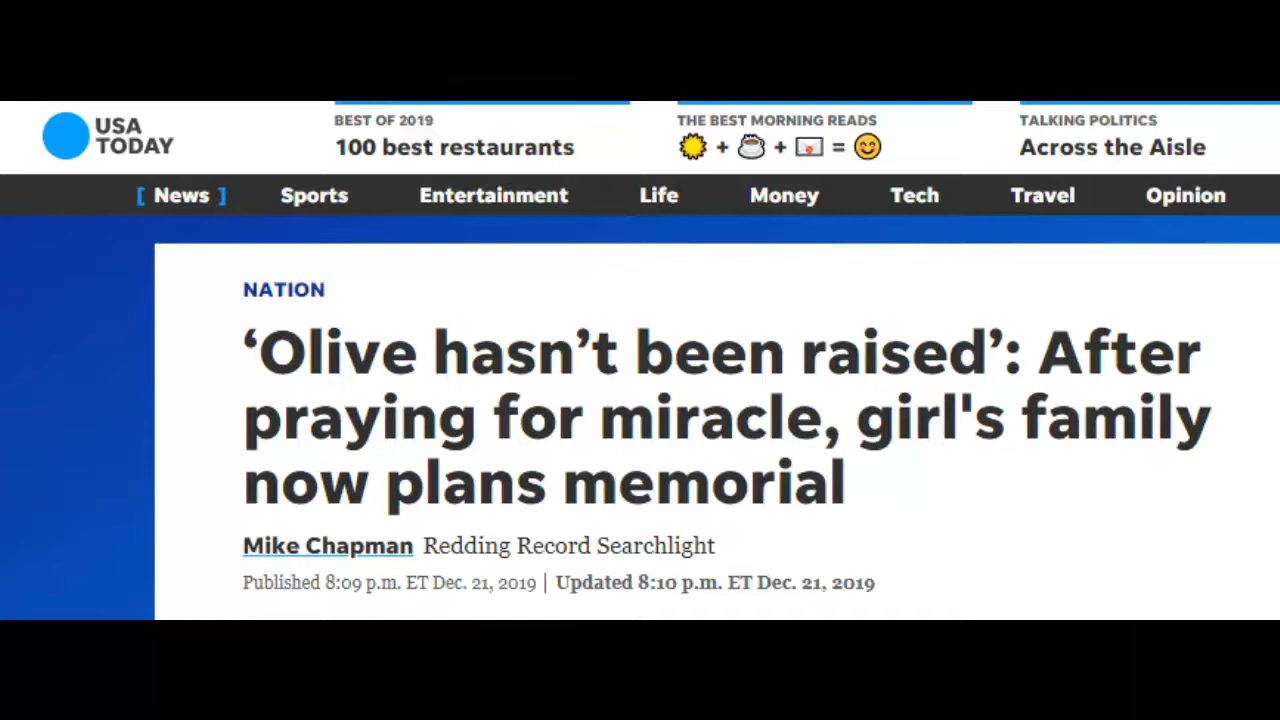 USA
TODAY
BEST OF 2019
100 best restaurants
THE BEST MORNING READS
☀️ + ☕ + 💌 = 😊
TALKING POLITICS
Across the Aisle
[ News ] Sports Entertainment Life Money Tech Travel Opinion
NATION
‘Olive hasn’t been raised’: After
praying for miracle, girl's family
now plans memorial
Mike Chapman Redding Record Searchlight
Published 8:09 p.m. ET Dec. 21, 2019 | Updated 8:10 p.m. ET Dec. 21, 2019